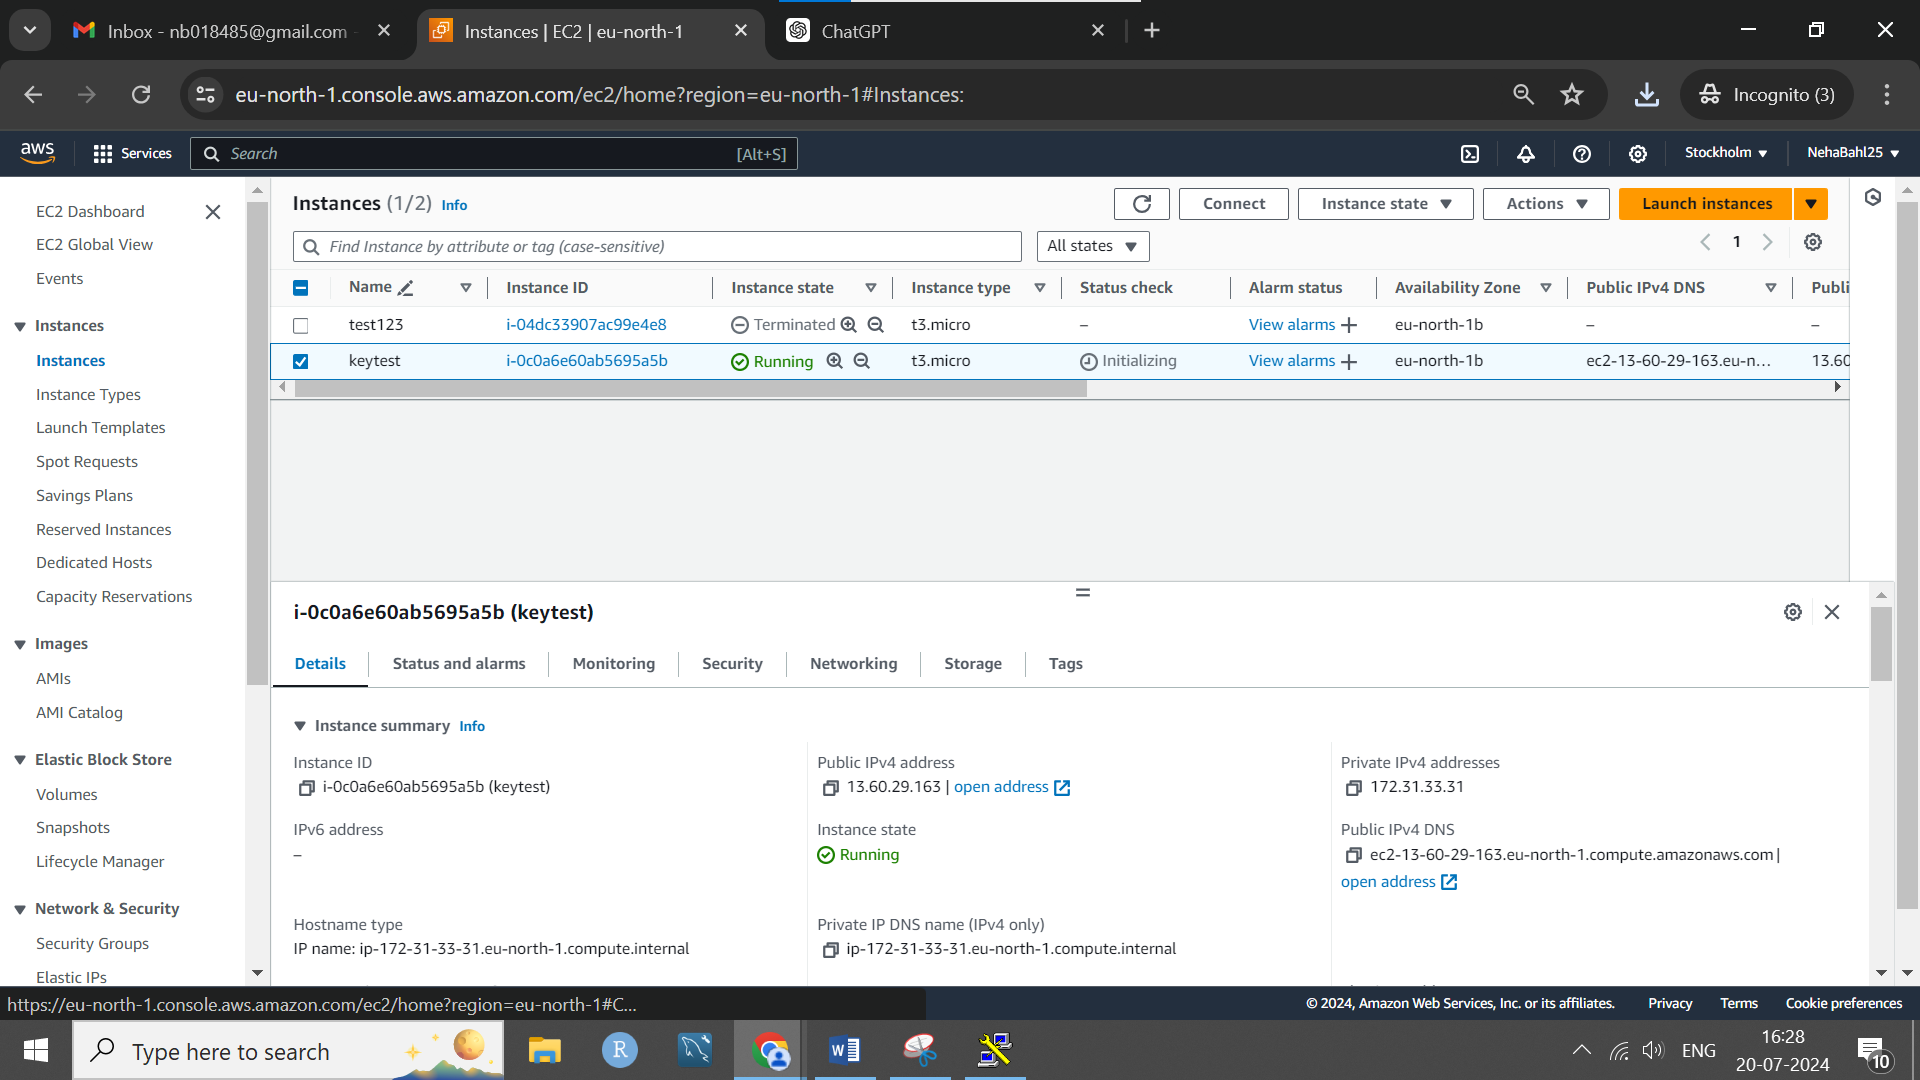 Inbox - nb018485@gmail.com -
Instances | EC2 | eu-north-1
ChatGPT
eu-north-1.console.aws.amazon.com/ec2/home?region=eu-north-1#Instances:
Incognito (3)
aws
Services
Search
[Alt+S]
Stockholm
NehaBahl25
EC2 Dashboard
EC2 Global View
Events
Instances
Instances
Instance Types
Launch Templates
Spot Requests
Savings Plans
Reserved Instances
Dedicated Hosts
Capacity Reservations
Images
AMIs
AMI Catalog
Elastic Block Store
Volumes
Snapshots
Lifecycle Manager
Network & Security
Security Groups
Elastic IPs
Instances (1/2) Info
Connect
Instance state
Actions
Launch instances
Find Instance by attribute or tag (case-sensitive)
All states
1
Name Instance ID Instance state Instance type Status check Alarm status Availability Zone Public IPv4 DNS Publi
test123 i-04dc33907ac99e4e8 Terminated t3.micro – View alarms + eu-north-1b – –
keytest i-0c0a6e60ab5695a5b Running t3.micro Initializing View alarms + eu-north-1b ec2-13-60-29-163.eu-n... 13.60
i-0c0a6e60ab5695a5b (keytest)
Details
Status and alarms
Monitoring
Security
Networking
Storage
Tags
Instance summary Info
Instance ID
i-0c0a6e60ab5695a5b (keytest)
Public IPv4 address
13.60.29.163 | open address
Private IPv4 addresses
172.31.33.31
IPv6 address
–
Instance state
Running
Public IPv4 DNS
ec2-13-60-29-163.eu-north-1.compute.amazonaws.com |
open address
Hostname type
IP name: ip-172-31-33-31.eu-north-1.compute.internal
Private IP DNS name (IPv4 only)
ip-172-31-33-31.eu-north-1.compute.internal
https://eu-north-1.console.aws.amazon.com/ec2/home?region=eu-north-1#C...
© 2024, Amazon Web Services, Inc. or its affiliates.
Privacy
Terms
Cookie preferences
Type here to search
R
W
ENG
16:28
20-07-2024
10